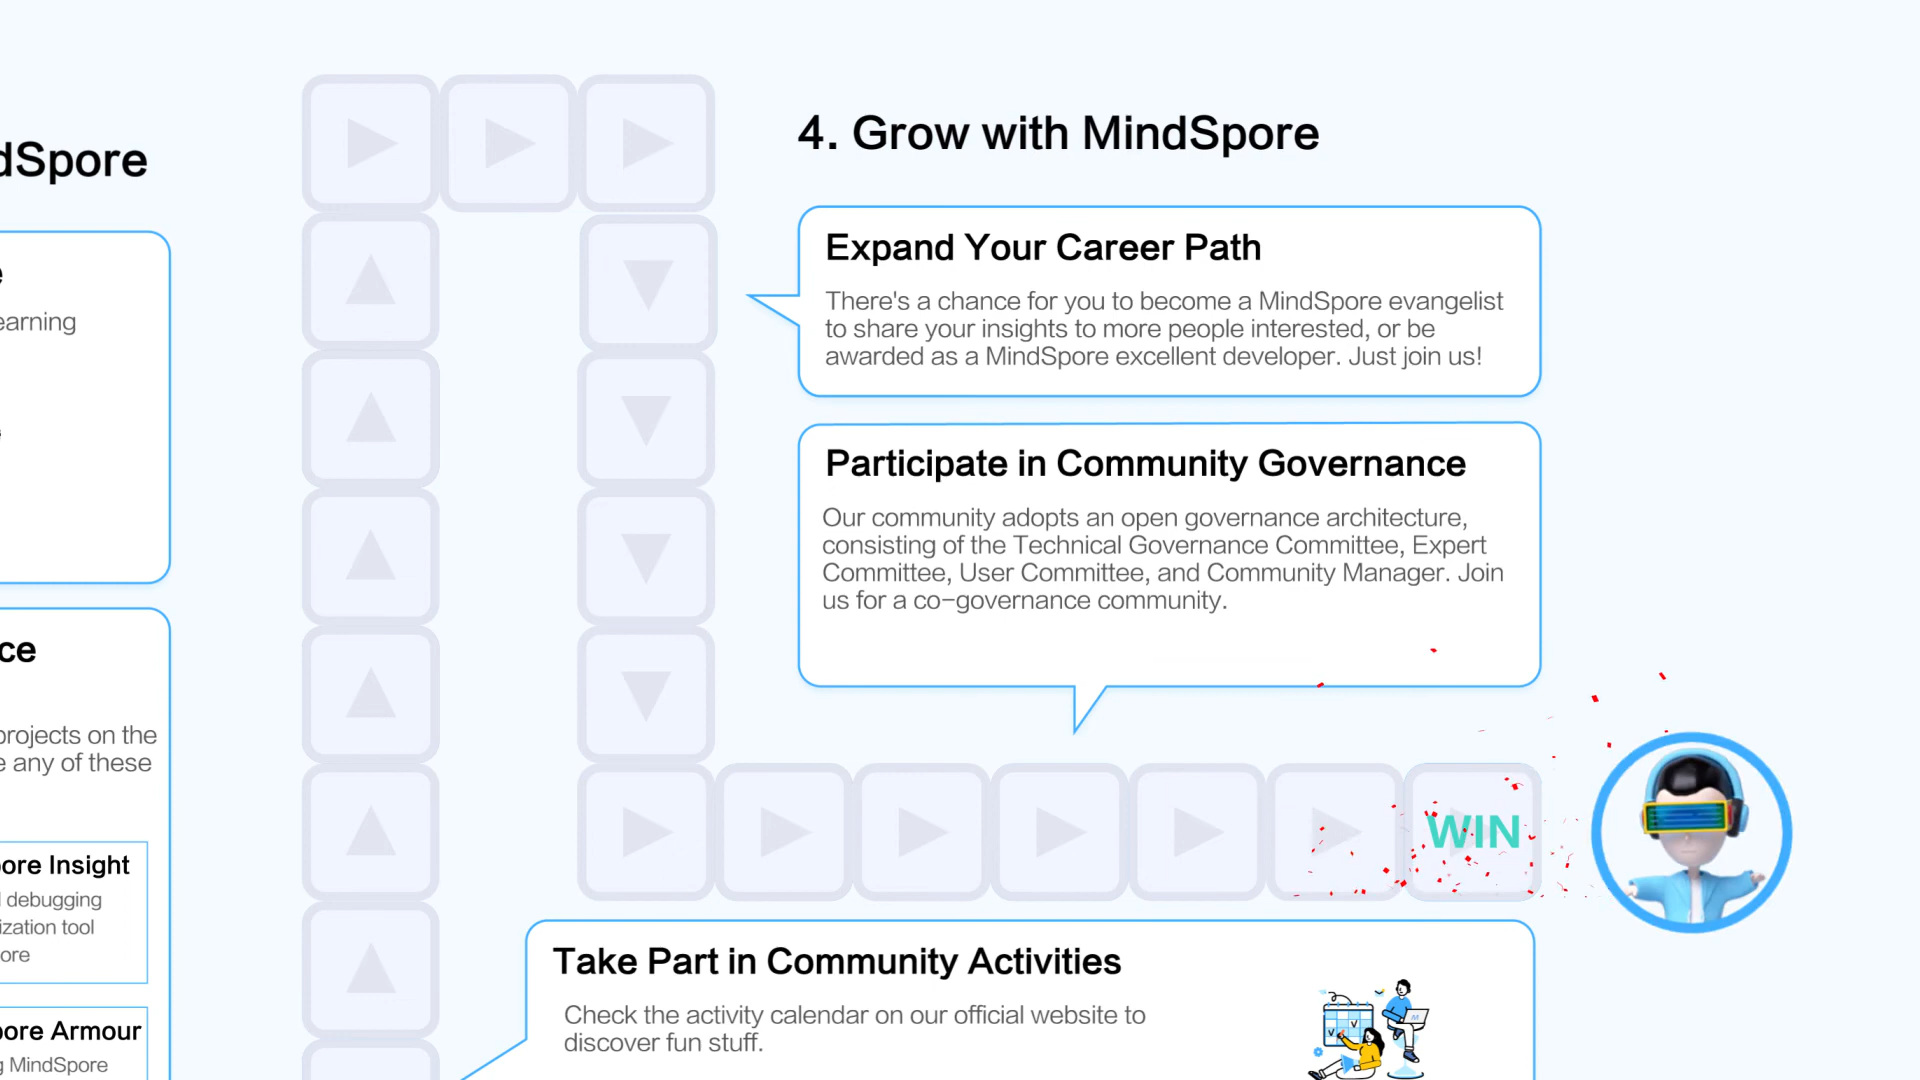 dSpore
e
earning
ce
projects on the
e any of these
ore Insight
debugging
ization tool
ore
ore Armour
MindSpore
4. Grow with MindSpore
Expand Your Career Path
There's a chance for you to become a MindSpore evangelist
to share your insights to more people interested, or be
awarded as a MindSpore excellent developer. Just join us!
Participate in Community Governance
Our community adopts an open governance architecture,
consisting of the Technical Governance Committee, Expert
Committee, User Committee, and Community Manager. Join
us for a co-governance community.
WIN
Take Part in Community Activities
Check the activity calendar on our official website to
discover fun stuff.